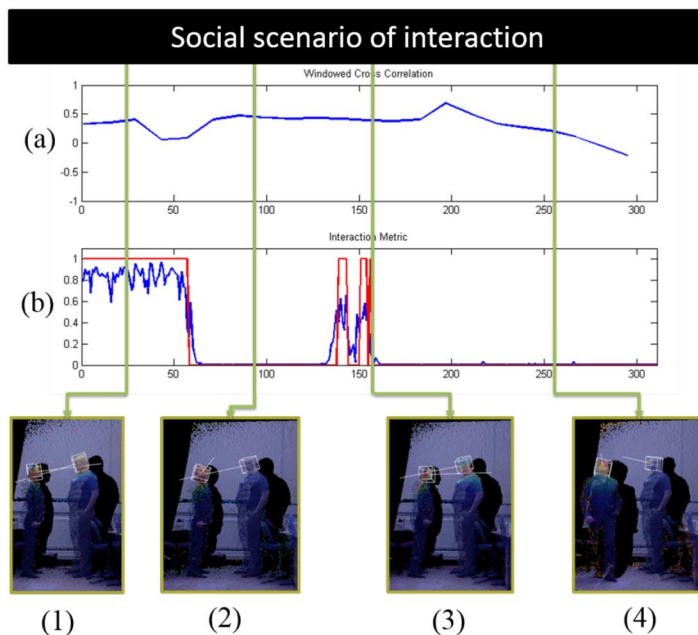 Social scenario of interaction
Windowed Cross Correlation
(a)
1
0.5
0
-0.5
-1
0 50 100 150 200 250 300
Interaction Metric
(b)
1
0.8
0.6
0.4
0.2
0
0 50 100 150 200 250 300
(1) (2) (3) (4)